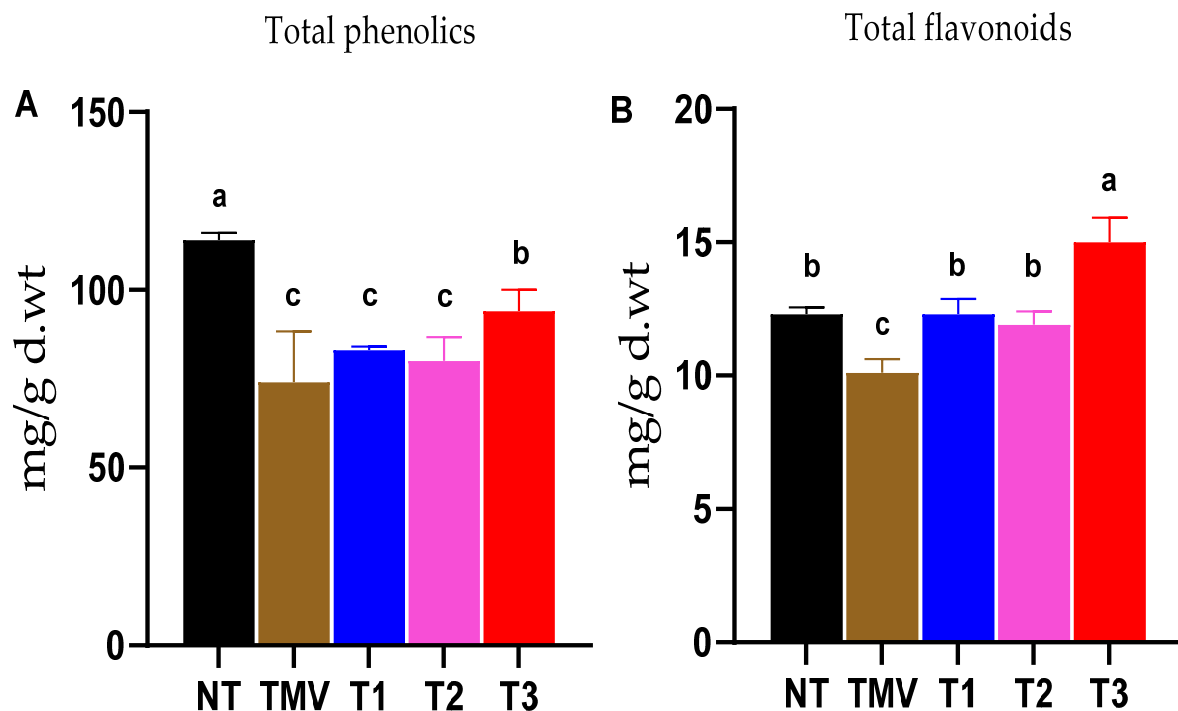 Total phenolics
A
150
100
50
0
mg/g d.wt
a
c
c
c
b
NT TMV T1 T2 T3
Total flavonoids
B
20
15
10
5
0
mg/g d.wt
b
c
b
b
a
NT TMV T1 T2 T3